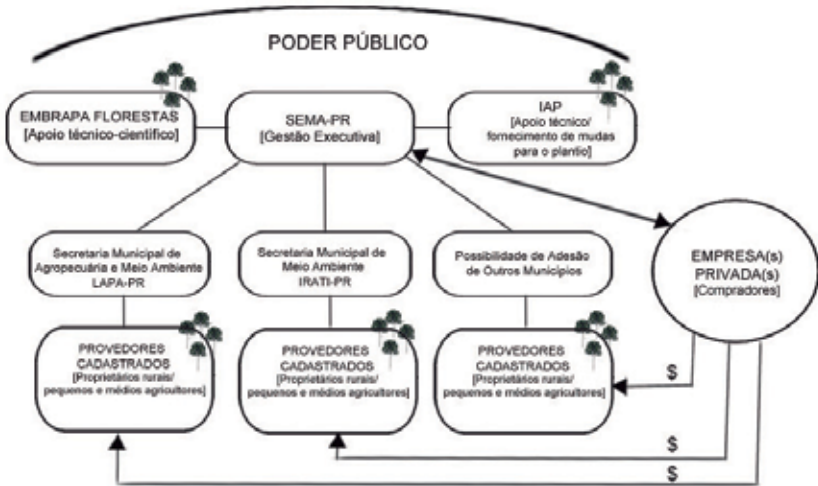 PODER PÚBLICO
EMBRAPA FLORESTAS
[Apoio técnico-científico]
SEMA-PR
[Gestão Executiva]
IAP
[Apoio técnico/
fornecimento de mudas
para o plantio]
Secretaria Municipal de
Agropecuária e Meio Ambiente
LAPA-PR
Secretaria Municipal de
Meio Ambiente
IRATI-PR
Possibilidade de Adesão
de Outros Municípios
EMPRESA(s)
PRIVADA(s)
[Compradores]
PROVEDORES
CADASTRADOS
[Proprietários rurais/
pequenos e médios agricultores]
PROVEDORES
CADASTRADOS
[Proprietários rurais/
pequenos e médios agricultores]
PROVEDORES
CADASTRADOS
[Proprietários rurais/
pequenos e médios agricultores]
$
$
$